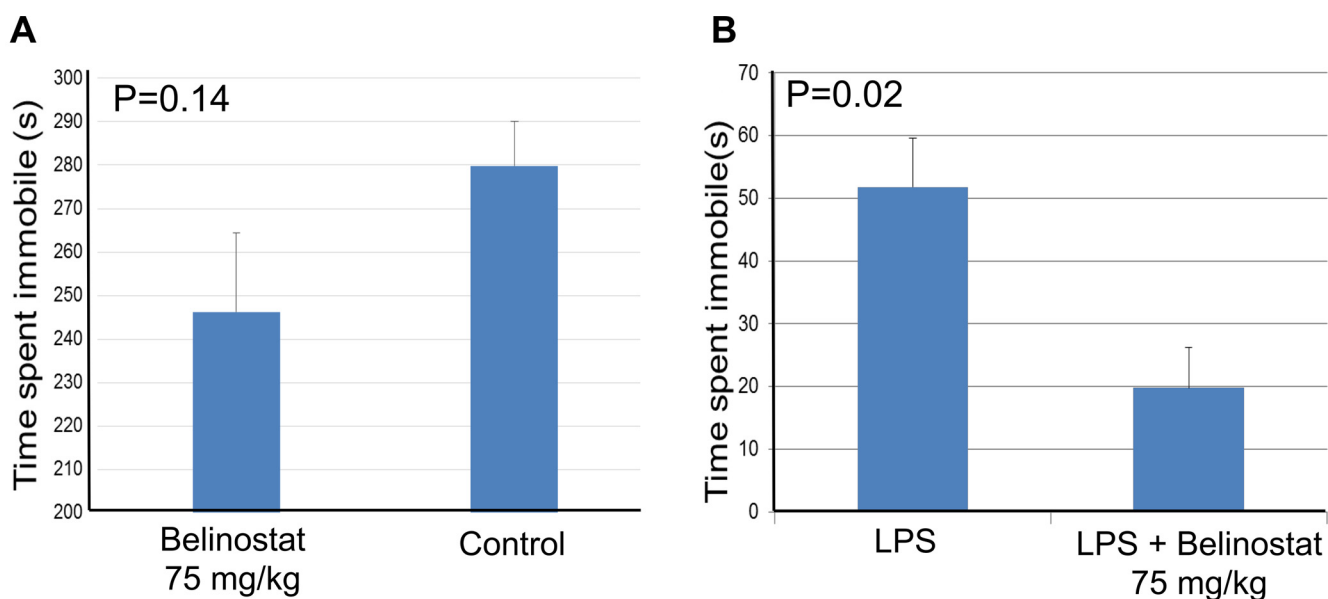 A
P=0.14
Time spent immobile (s)
300
290
280
270
260
250
240
230
220
210
200
Belinostat
75 mg/kg
Control
B
P=0.02
Time spent immobile(s)
70
60
50
40
30
20
10
0
LPS
LPS + Belinostat
75 mg/kg